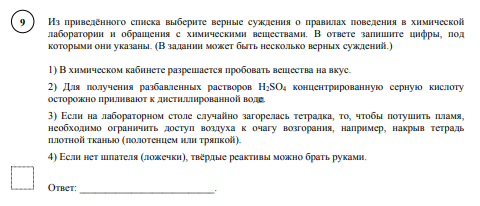 9
Из приведённого списка выберите верные суждения о правилах поведения в химической
лаборатории и обращения с химическими веществами. В ответе запишите цифры, под
которыми они указаны. (В задании может быть несколько верных суждений.)
1) В химическом кабинете разрешается пробовать вещества на вкус.
2) Для получения разбавленных растворов H₂SO₄ концентрированную серную кислоту
осторожно приливают к дистиллированной воде.
3) Если на лабораторном столе случайно загорелась тетрадка, то, чтобы потушить пламя,
необходимо ограничить доступ воздуха к очагу возгорания, например, накрыв тетрадь
плотной тканью (полотенцем или тряпкой).
4) Если нет шпателя (ложечки), твёрдые реактивы можно брать руками.
Ответ: ___________________________.